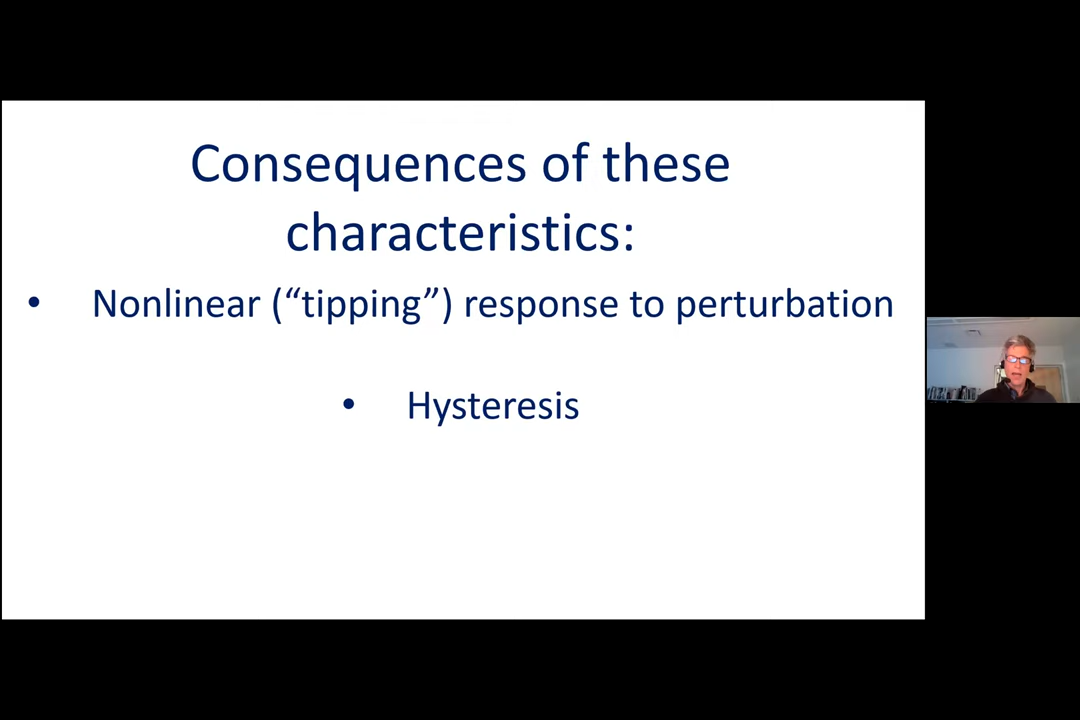 Consequences of these
characteristics:
• Nonlinear (“tipping”) response to perturbation
• Hysteresis